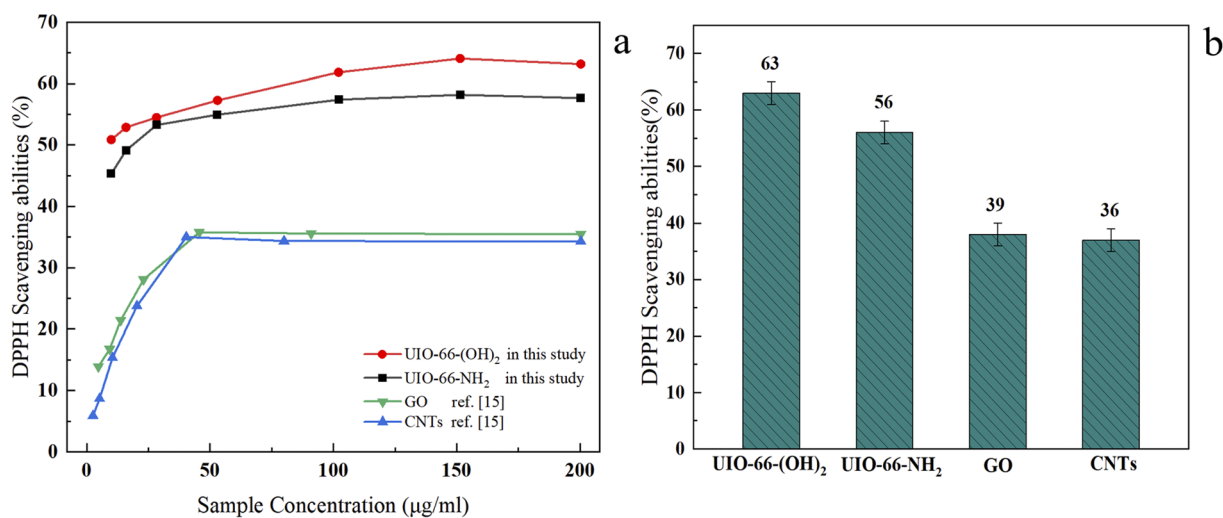 a
DPPH Scavenging abilities (%)
70
60
50
40
30
20
10
0
UIO-66-(OH)₂ in this study
UIO-66-NH₂ in this study
GO ref. [15]
CNTs ref. [15]
0 50 100 150 200
Sample Concentration (μg/ml)
b
DPPH Scavenging abilities(%)
70
60
50
40
30
20
10
0
63
56
39
36
UIO-66-(OH)₂ UIO-66-NH₂ GO CNTs